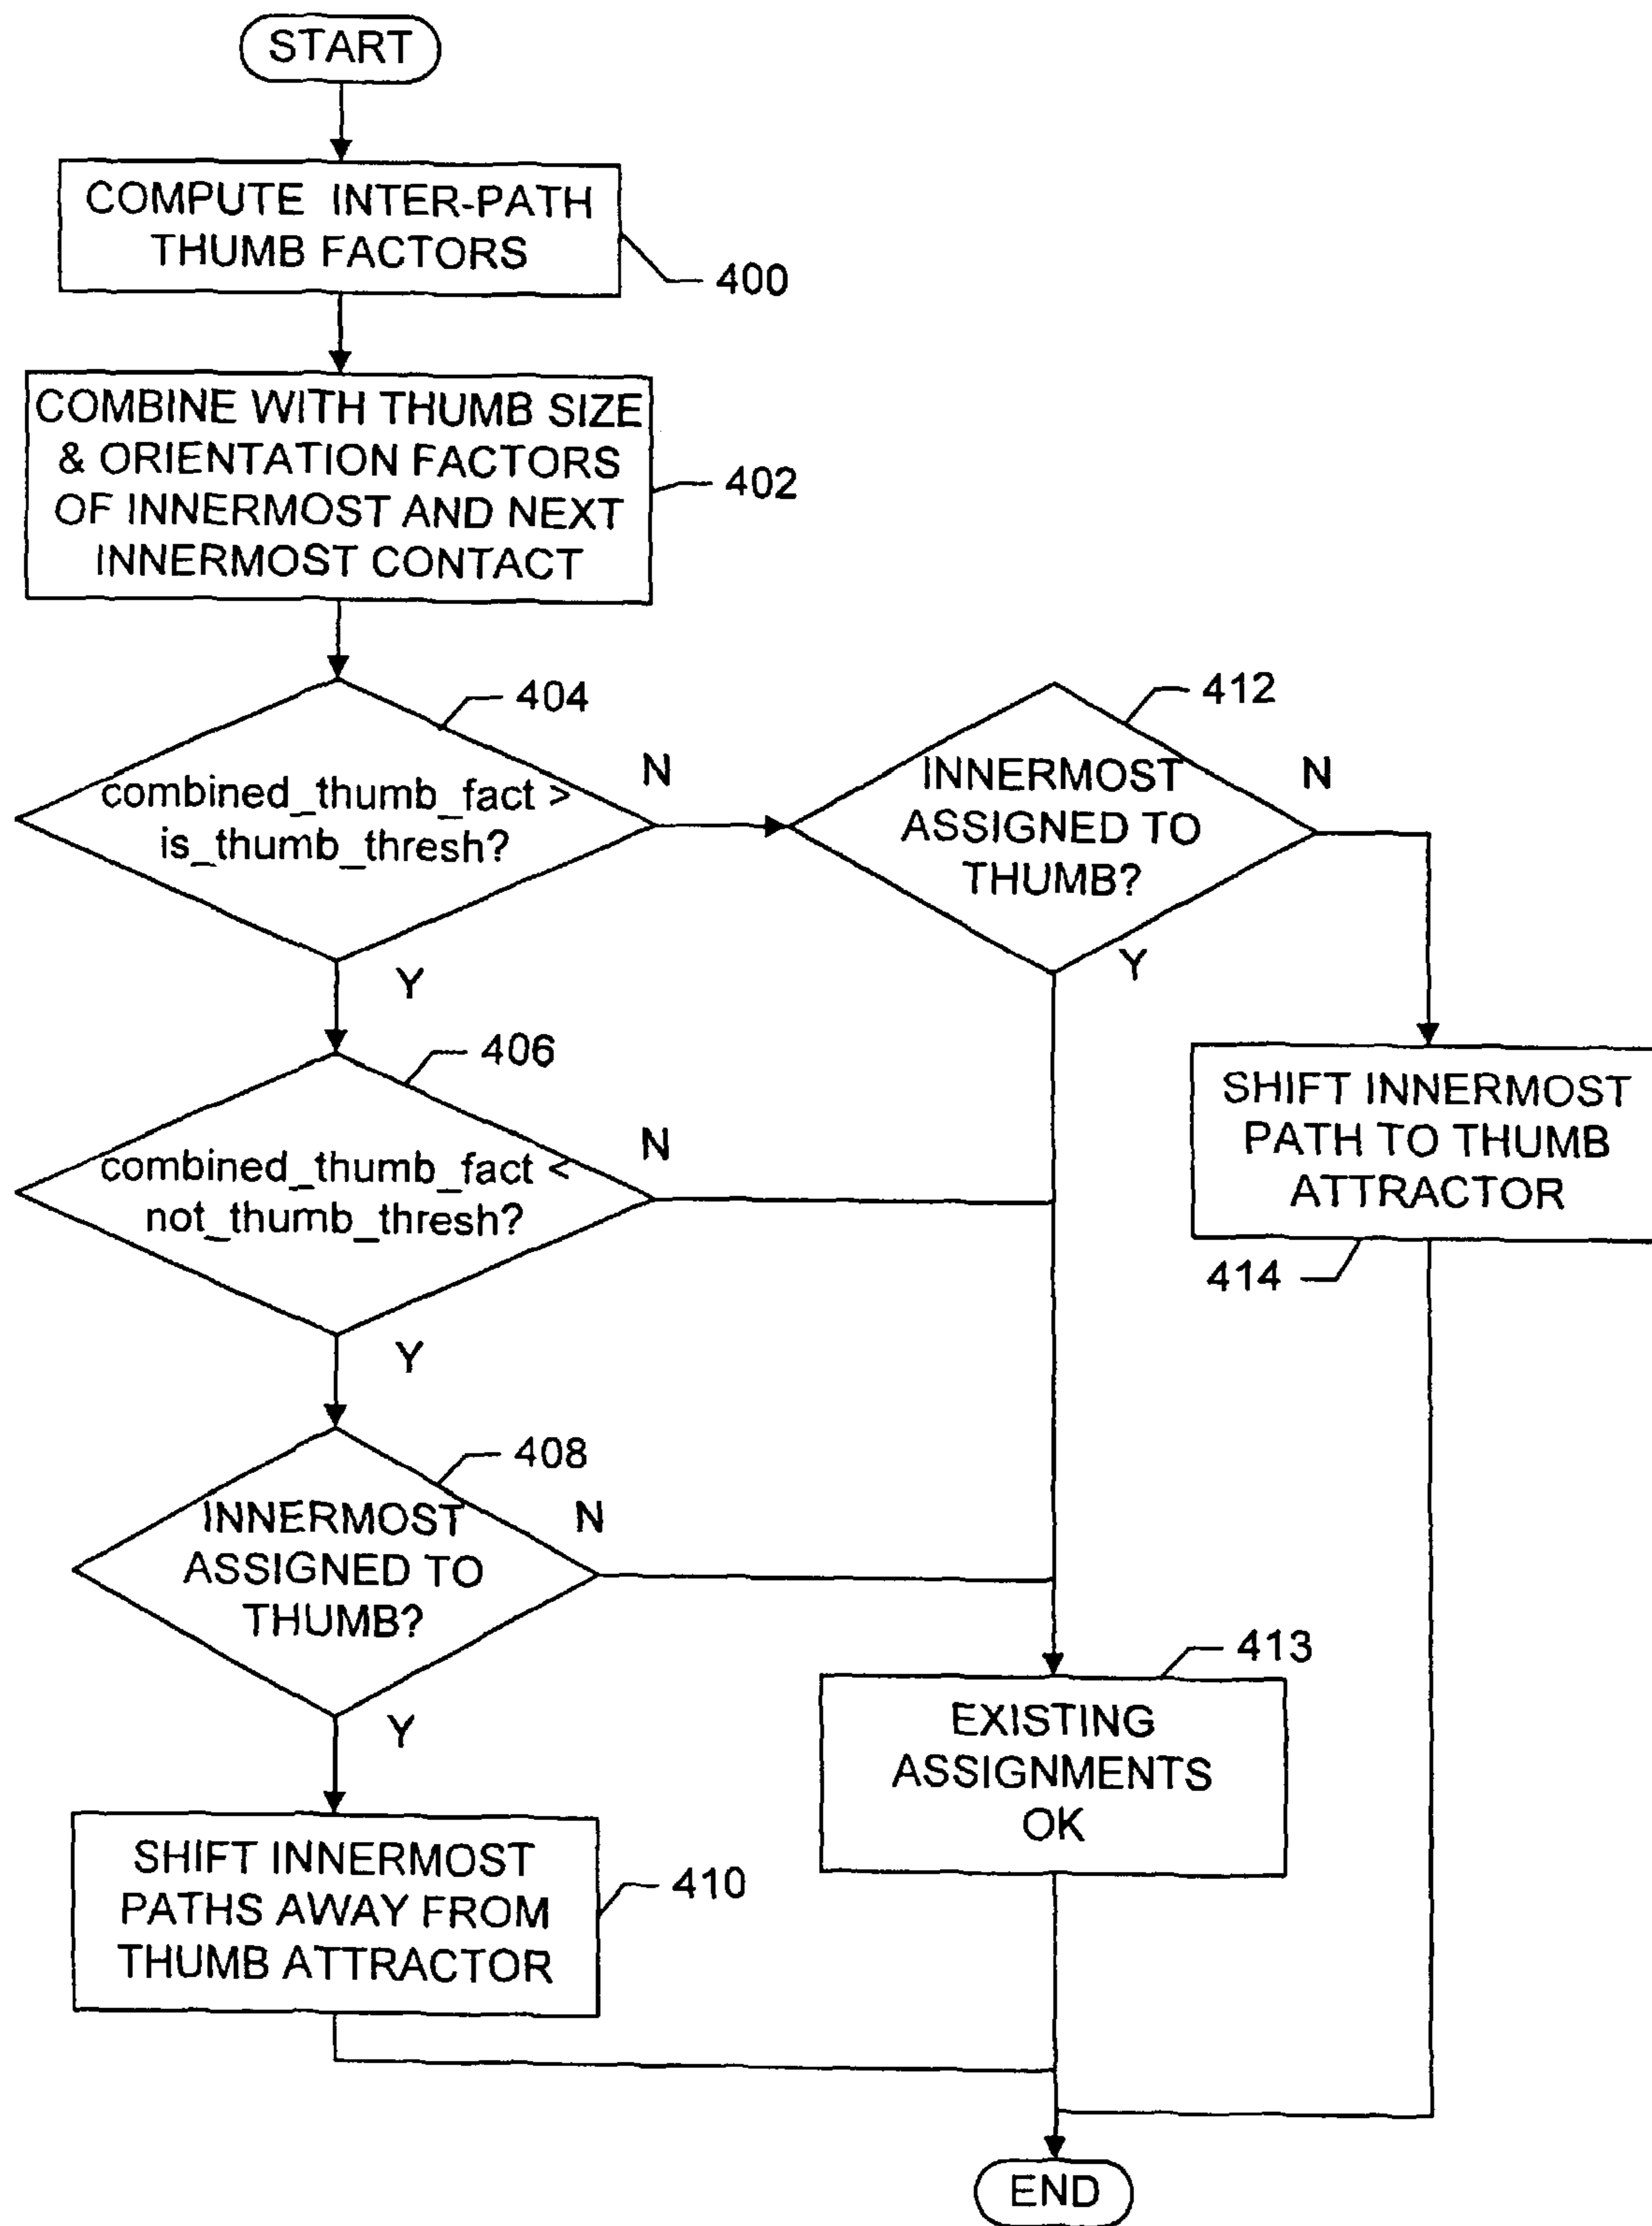 START
COMPUTE INTER-PATH
THUMB FACTORS
400
COMBINE WITH THUMB SIZE
& ORIENTATION FACTORS
OF INNERMOST AND NEXT
INNERMOST CONTACT
402
404
combined_thumb_fact >
is_thumb_thresh?
N
Y
412
INNERMOST
ASSIGNED TO
THUMB?
N
Y
406
combined_thumb_fact <
not_thumb_thresh?
N
Y
SHIFT INNERMOST
PATH TO THUMB
ATTRACTOR
414
408
INNERMOST
ASSIGNED TO
THUMB?
N
Y
413
EXISTING
ASSIGNMENTS
OK
SHIFT INNERMOST
PATHS AWAY FROM
THUMB ATTRACTOR
410
END